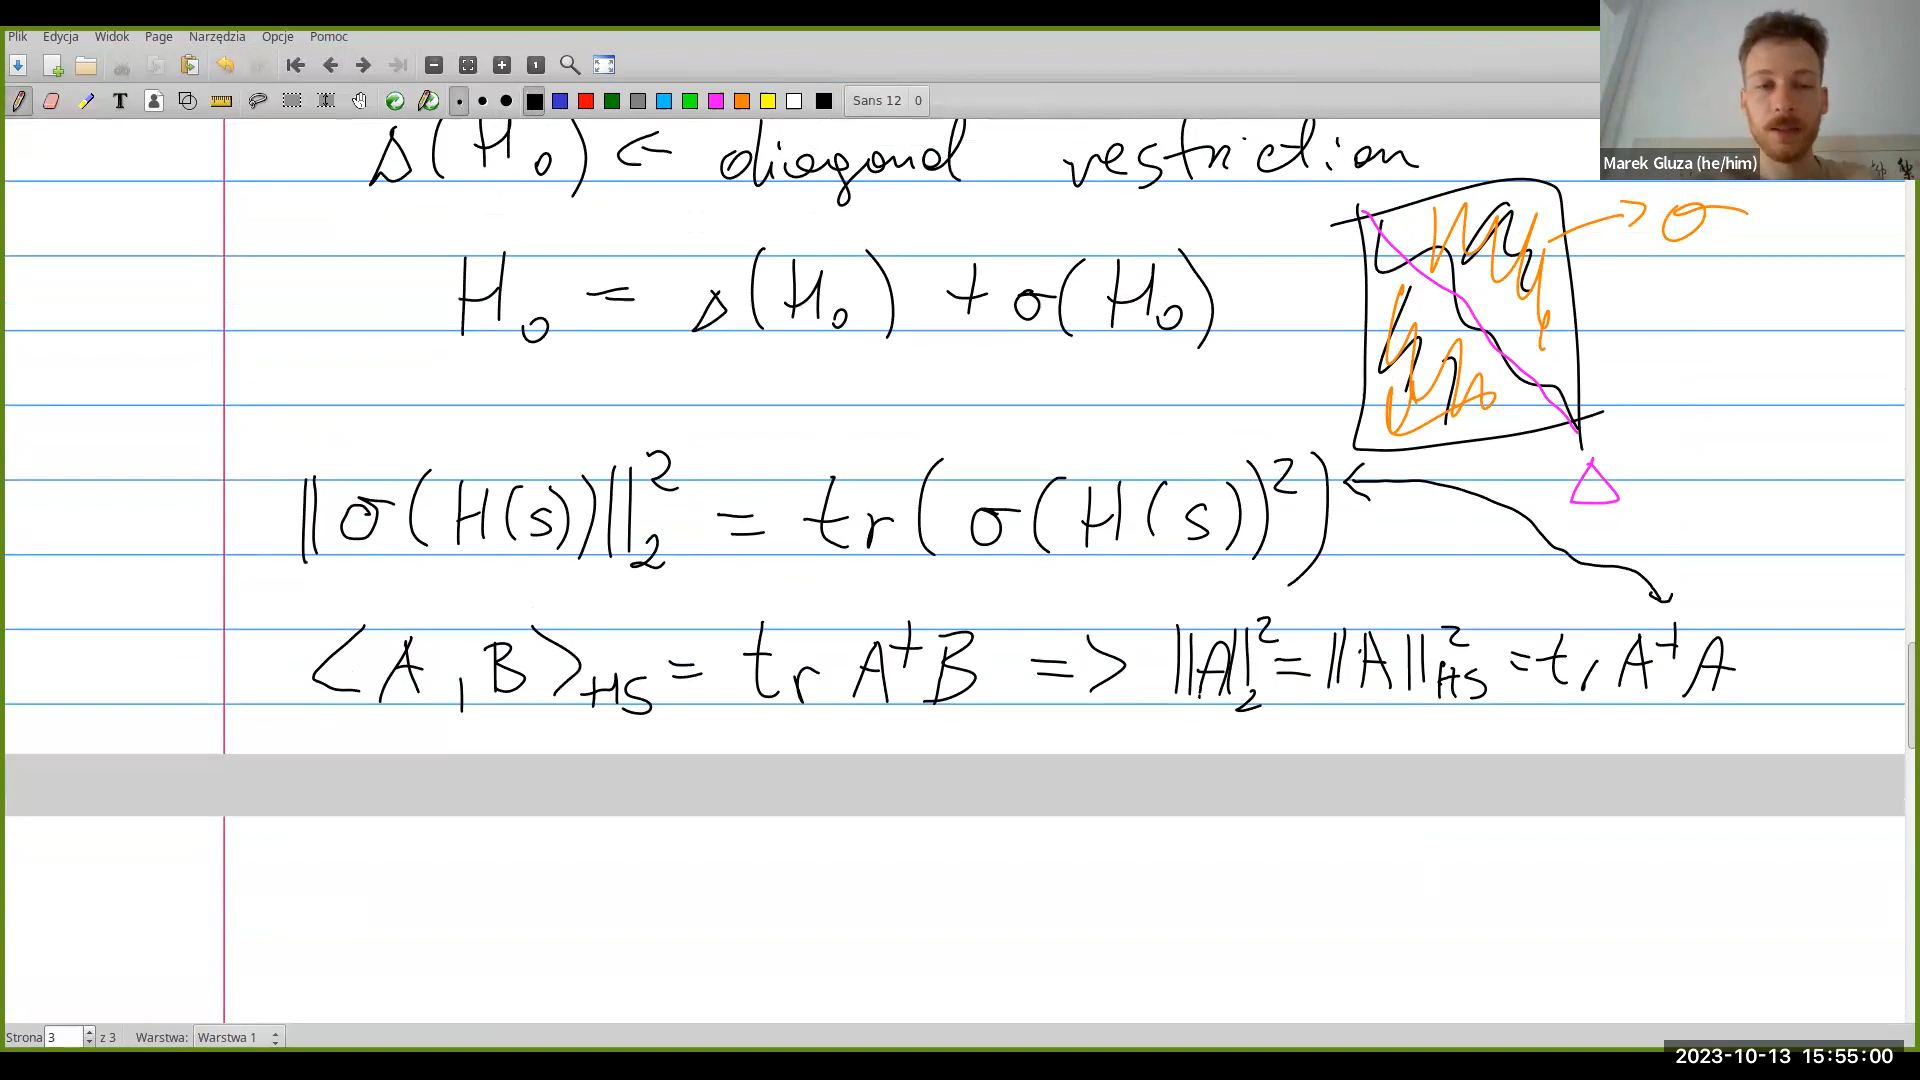 Plik Edycja Widok Page Narzędzia Opcje Pomoc
Sans 12 0
Marek Gluza (he/him)
Δ(H₀) ← diagonal restriction
→ σ
H₀ = Δ(H₀) + σ(H₀)
Δ
||σ(H(s))||₂² = tr(σ(H(s))²)
⟨A, B⟩_HS = tr A†B => ||A||₂² = ||A||²_HS = tr A†A
Strona 3 z 3 Warstwa: Warstwa 1
2023-10-13 15:55:00